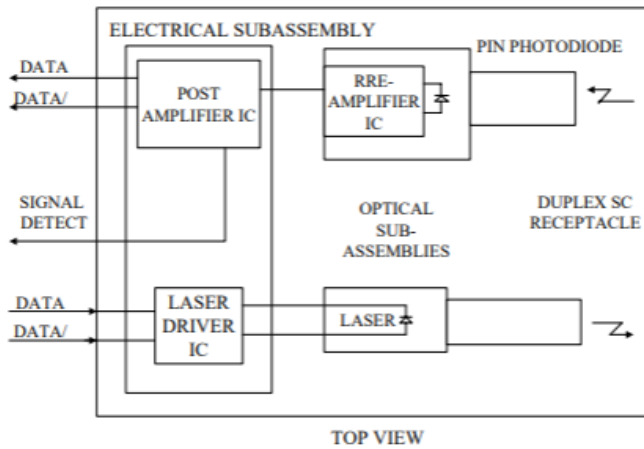 ELECTRICAL SUBASSEMBLY
PIN PHOTODIODE
DATA
DATA/
POST
AMPLIFIER IC
RRE-
AMPLIFIER
IC
SIGNAL
DETECT
OPTICAL
SUB-
ASSEMBLIES
DUPLEX SC
RECEPTACLE
DATA
DATA/
LASER
DRIVER
IC
LASER
TOP VIEW